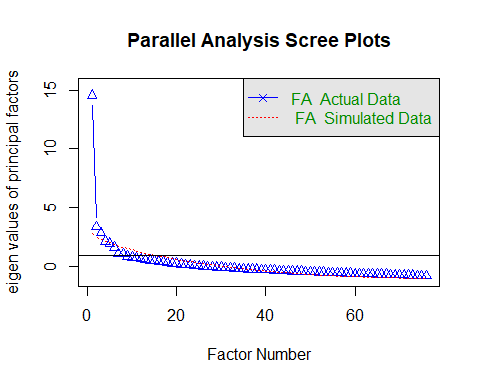 Parallel Analysis Scree Plots
eigen values of principal factors
15
10
5
0
FA Actual Data
FA Simulated Data
0 20 40 60
Factor Number